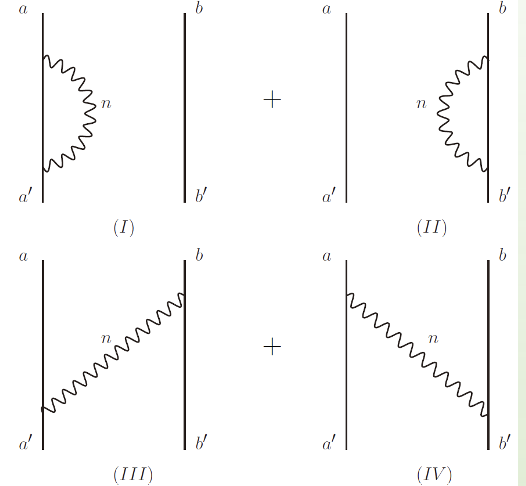 a b a b
n + n
a′ b′ a′ b′
(I) (II)
a b a b
n + n
a′ b′ a′ b′
(III) (IV)